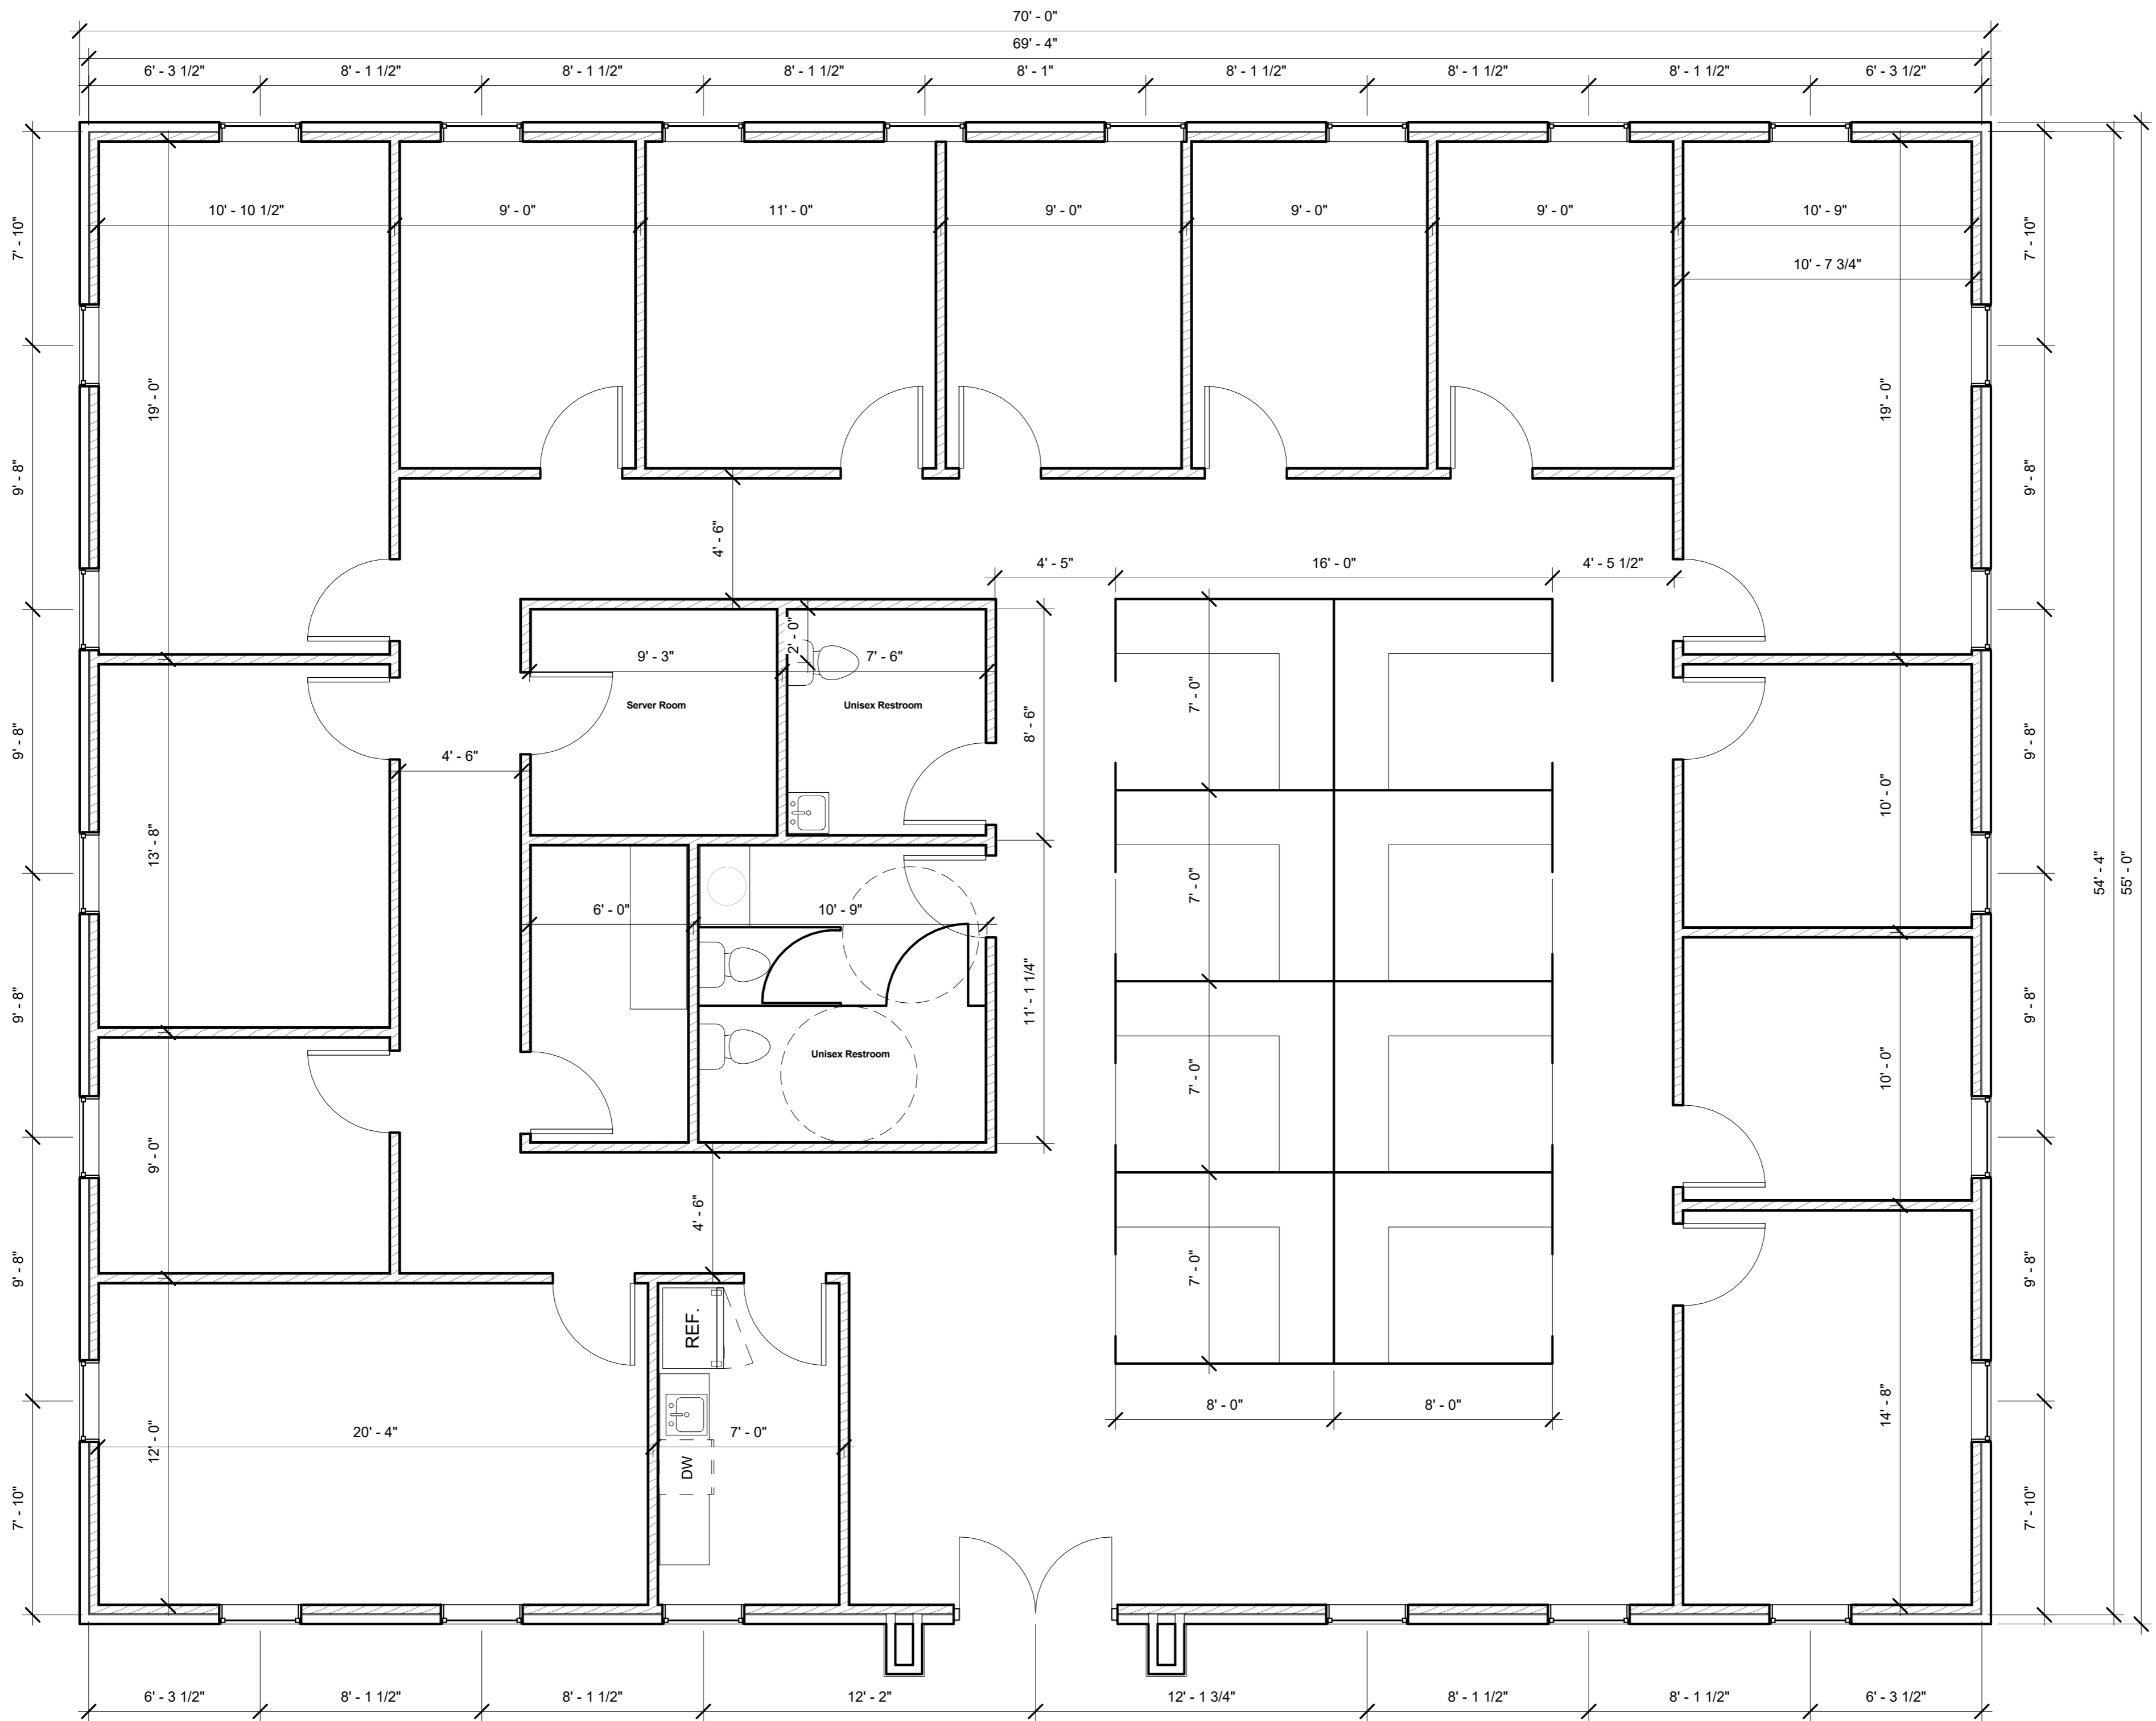 70' - 0"
69' - 4"
6' - 3 1/2"
8' - 1 1/2"
8' - 1 1/2"
8' - 1 1/2"
8' - 1"
8' - 1 1/2"
8' - 1 1/2"
8' - 1 1/2"
6' - 3 1/2"
10' - 10 1/2"
9' - 0"
11' - 0"
9' - 0"
9' - 0"
9' - 0"
10' - 9"
10' - 7 3/4"
7' - 10"
9' - 8"
9' - 8"
9' - 8"
9' - 8"
7' - 10"
19' - 0"
13' - 8"
9' - 0"
12' - 0"
4' - 6"
4' - 5"
16' - 0"
4' - 5 1/2"
9' - 3"
2' - 0"
7' - 6"
Server Room
Unisex Restroom
8' - 6"
4' - 6"
6' - 0"
10' - 9"
11' - 1 1/4"
Unisex Restroom
4' - 6"
7' - 0"
7' - 0"
7' - 0"
7' - 0"
8' - 0"
8' - 0"
REF.
DW
20' - 4"
7' - 0"
19' - 0"
10' - 0"
10' - 0"
14' - 8"
7' - 10"
9' - 8"
9' - 8"
9' - 8"
9' - 8"
7' - 10"
54' - 4"
55' - 0"
6' - 3 1/2"
8' - 1 1/2"
8' - 1 1/2"
12' - 2"
12' - 1 3/4"
8' - 1 1/2"
8' - 1 1/2"
6' - 3 1/2"